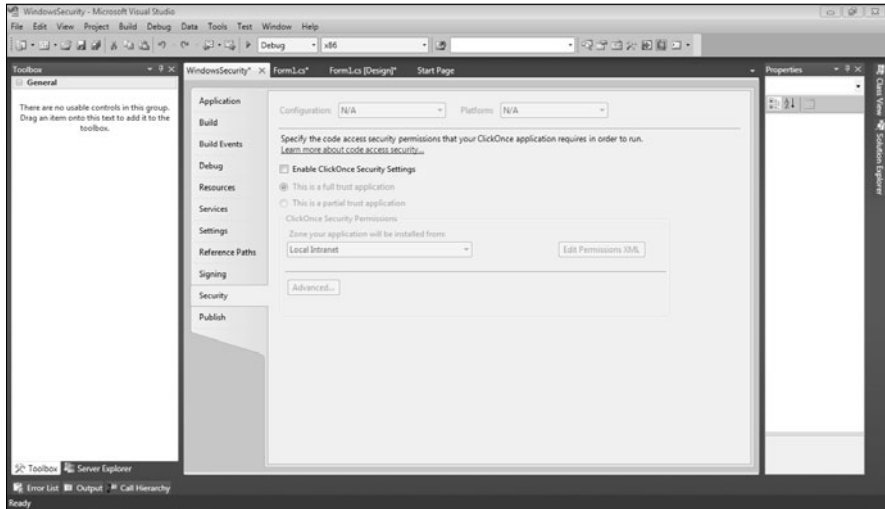 WindowsSecurity - Microsoft Visual Studio
File Edit View Project Build Debug Data Tools Test Window Help
Debug x86
Toolbox
General
There are no usable controls in this group.
Drag an item onto this text to add it to the
toolbox.
Toolbox Server Explorer
WindowsSecurity* Form1.cs* Form1.cs [Design]* Start Page
Application
Build
Build Events
Debug
Resources
Services
Settings
Reference Paths
Signing
Security
Publish
Configuration: N/A Platform: N/A
Specify the code access security permissions that your ClickOnce application requires in order to run.
Learn more about code access security...
Enable ClickOnce Security Settings
This is a full trust application
This is a partial trust application
ClickOnce Security Permissions
Zone your application will be installed from:
Local Intranet Edit Permissions XML
Advanced...
Properties
Class View
Solution Explorer
Error List Output Call Hierarchy
Ready